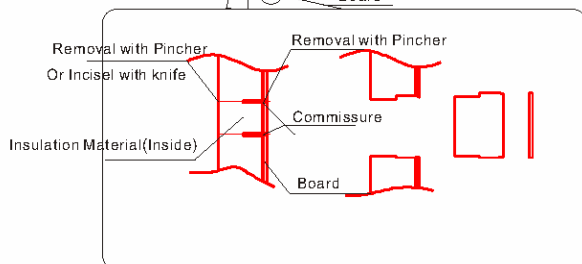 Removal with Pincher
Or Incisel with knife
Removal with Pincher
Commissure
Insulation Material(Inside)
Board